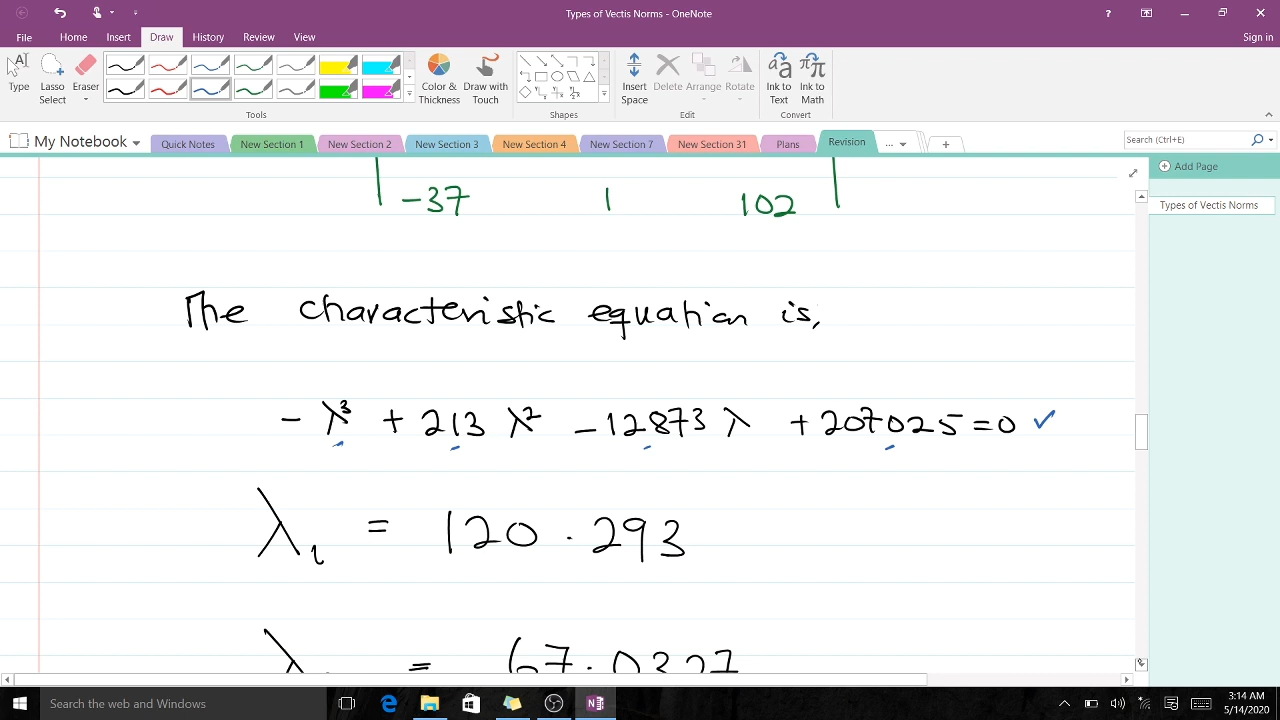 Types of Vectis Norms - OneNote
File Home Insert Draw History Review View Sign in
Type Lasso Select Eraser Color & Thickness Draw with Touch Insert Space Delete Arrange Rotate Ink to Text Ink to Math
Tools Shapes Edit Convert
My Notebook Quick Notes New Section 1 New Section 2 New Section 3 New Section 4 New Section 7 New Section 31 Plans Revision ... + Search (Ctrl+E)
Add Page
Types of Vectis Norms
-37 1 102
The characteristic equation is,
- λ³ + 213 λ² - 12873 λ + 207025 = 0 ✓
λ₁ = 120.293
= 67.0327
Search the web and Windows
3:14 AM
5/14/2020